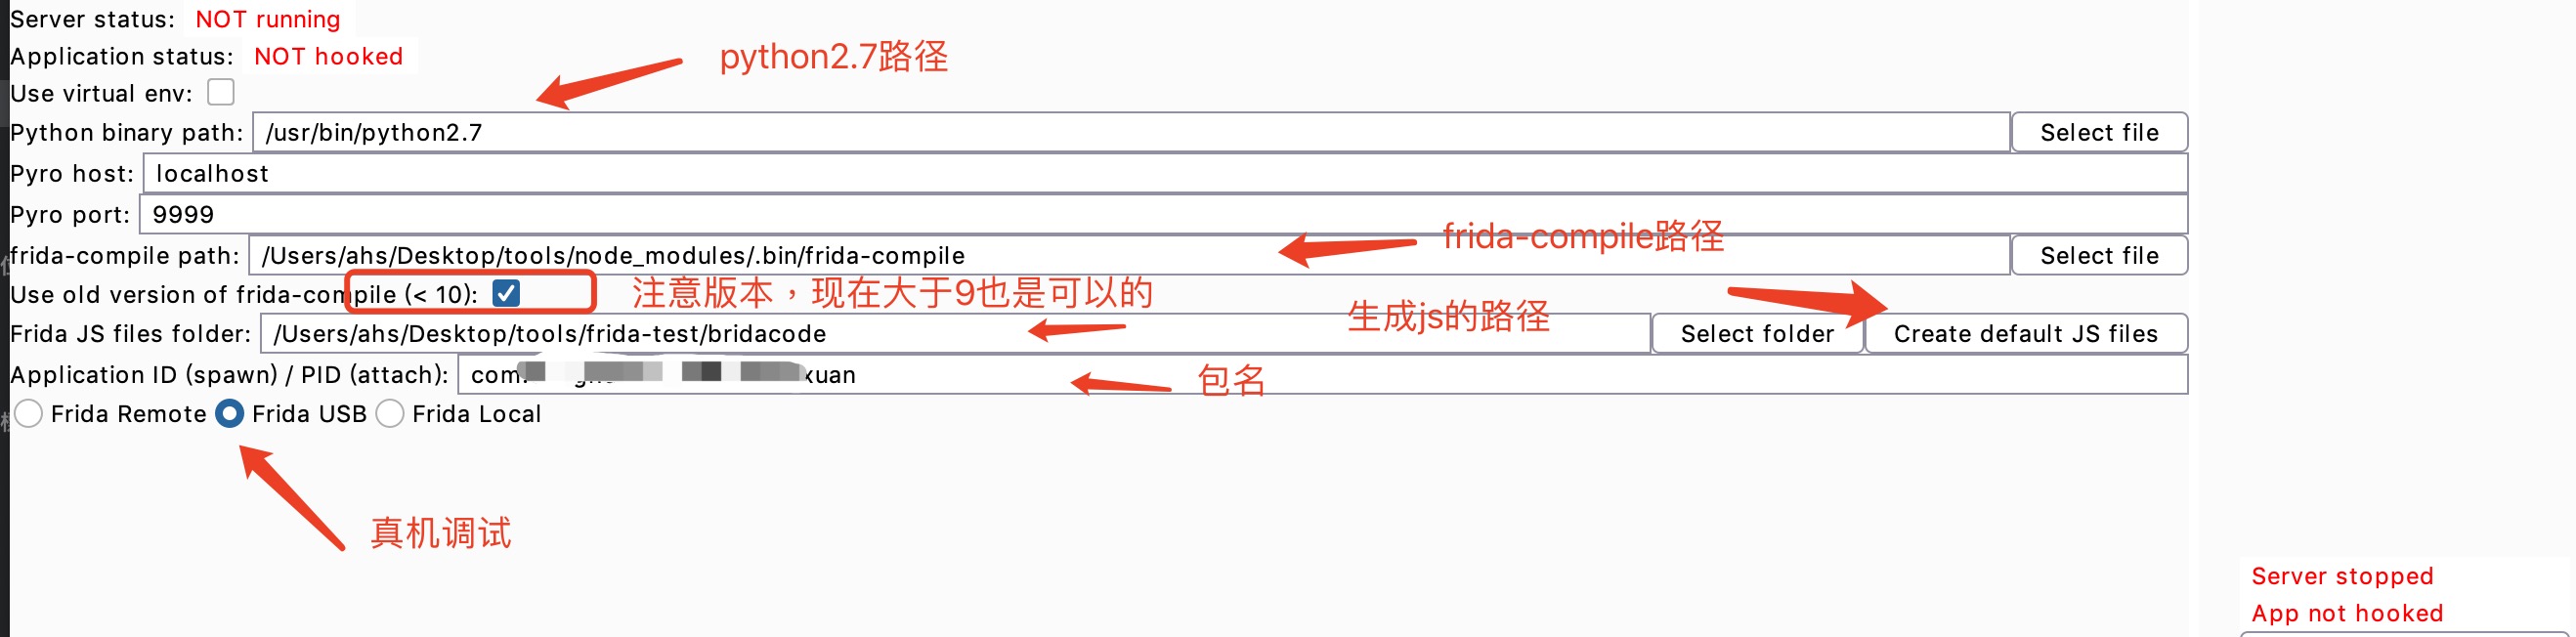 Server status: NOT running
Application status: NOT hooked
python2.7路径
Use virtual env:
Python binary path: /usr/bin/python2.7 Select file
Pyro host: localhost
Pyro port: 9999
frida-compile路径
frida-compile path: /Users/ahs/Desktop/tools/node_modules/.bin/frida-compile Select file
Use old version of frida-compile (< 10): 注意版本，现在大于9也是可以的
生成js的路径
Frida JS files folder: /Users/ahs/Desktop/tools/frida-test/bridacode Select folder Create default JS files
Application ID (spawn) / PID (attach): com. xuan 包名
Frida Remote Frida USB Frida Local
真机调试
Server stopped
App not hooked